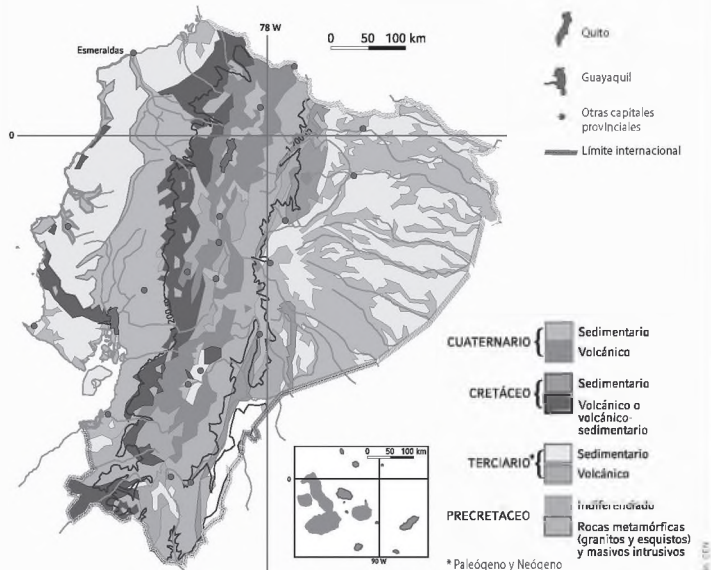 78 W
0 50 100 km
Esmeraldas
0
Quito
Guayaquil
Otras capitales
provinciales
Límite internacional
CUATERNARIO
Sedimentario
Volcánico
CRETÁCEO
Sedimentario
Volcánico o
volcánico-
sedimentario
TERCIARIO*
Sedimentario
Volcánico
PRECRETACEO
Indiferenciado
Rocas metamórficas
(granitos y esquistos)
y masivos intrusivos
0 50 100 km
0
90 W
* Paleógeno y Neógeno